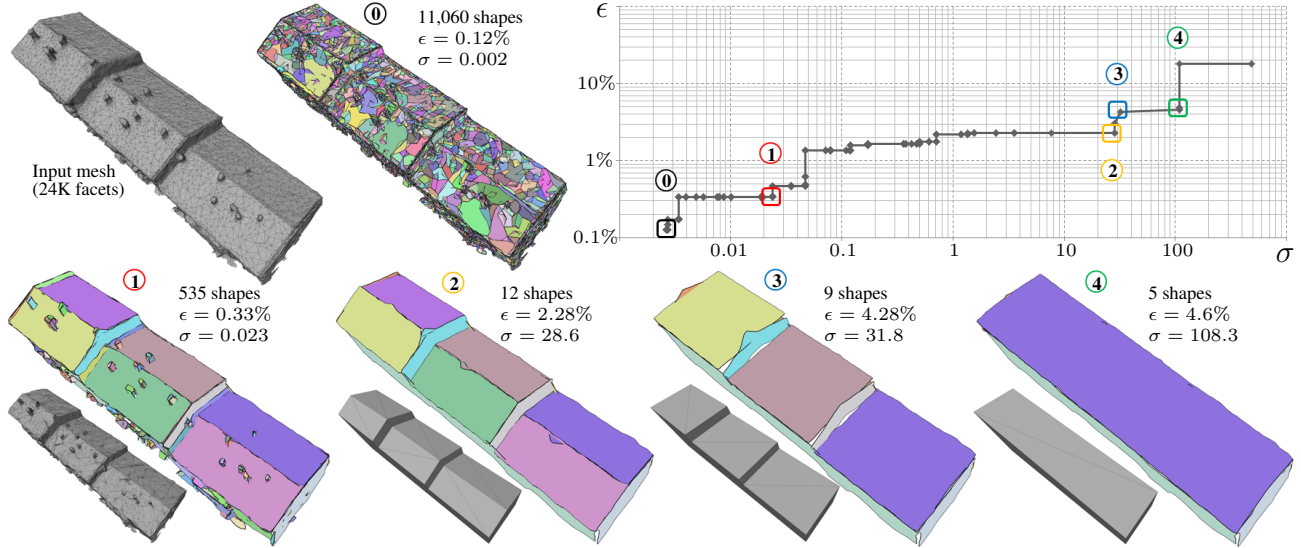 0
11,060 shapes
ϵ = 0.12%
σ = 0.002
Input mesh
(24K facets)
ϵ
10%
1%
0.1%
0.01
0.1
1
10
100
σ
0
1
2
3
4
1
535 shapes
ϵ = 0.33%
σ = 0.023
2
12 shapes
ϵ = 2.28%
σ = 28.6
3
9 shapes
ϵ = 4.28%
σ = 31.8
4
5 shapes
ϵ = 4.6%
σ = 108.3